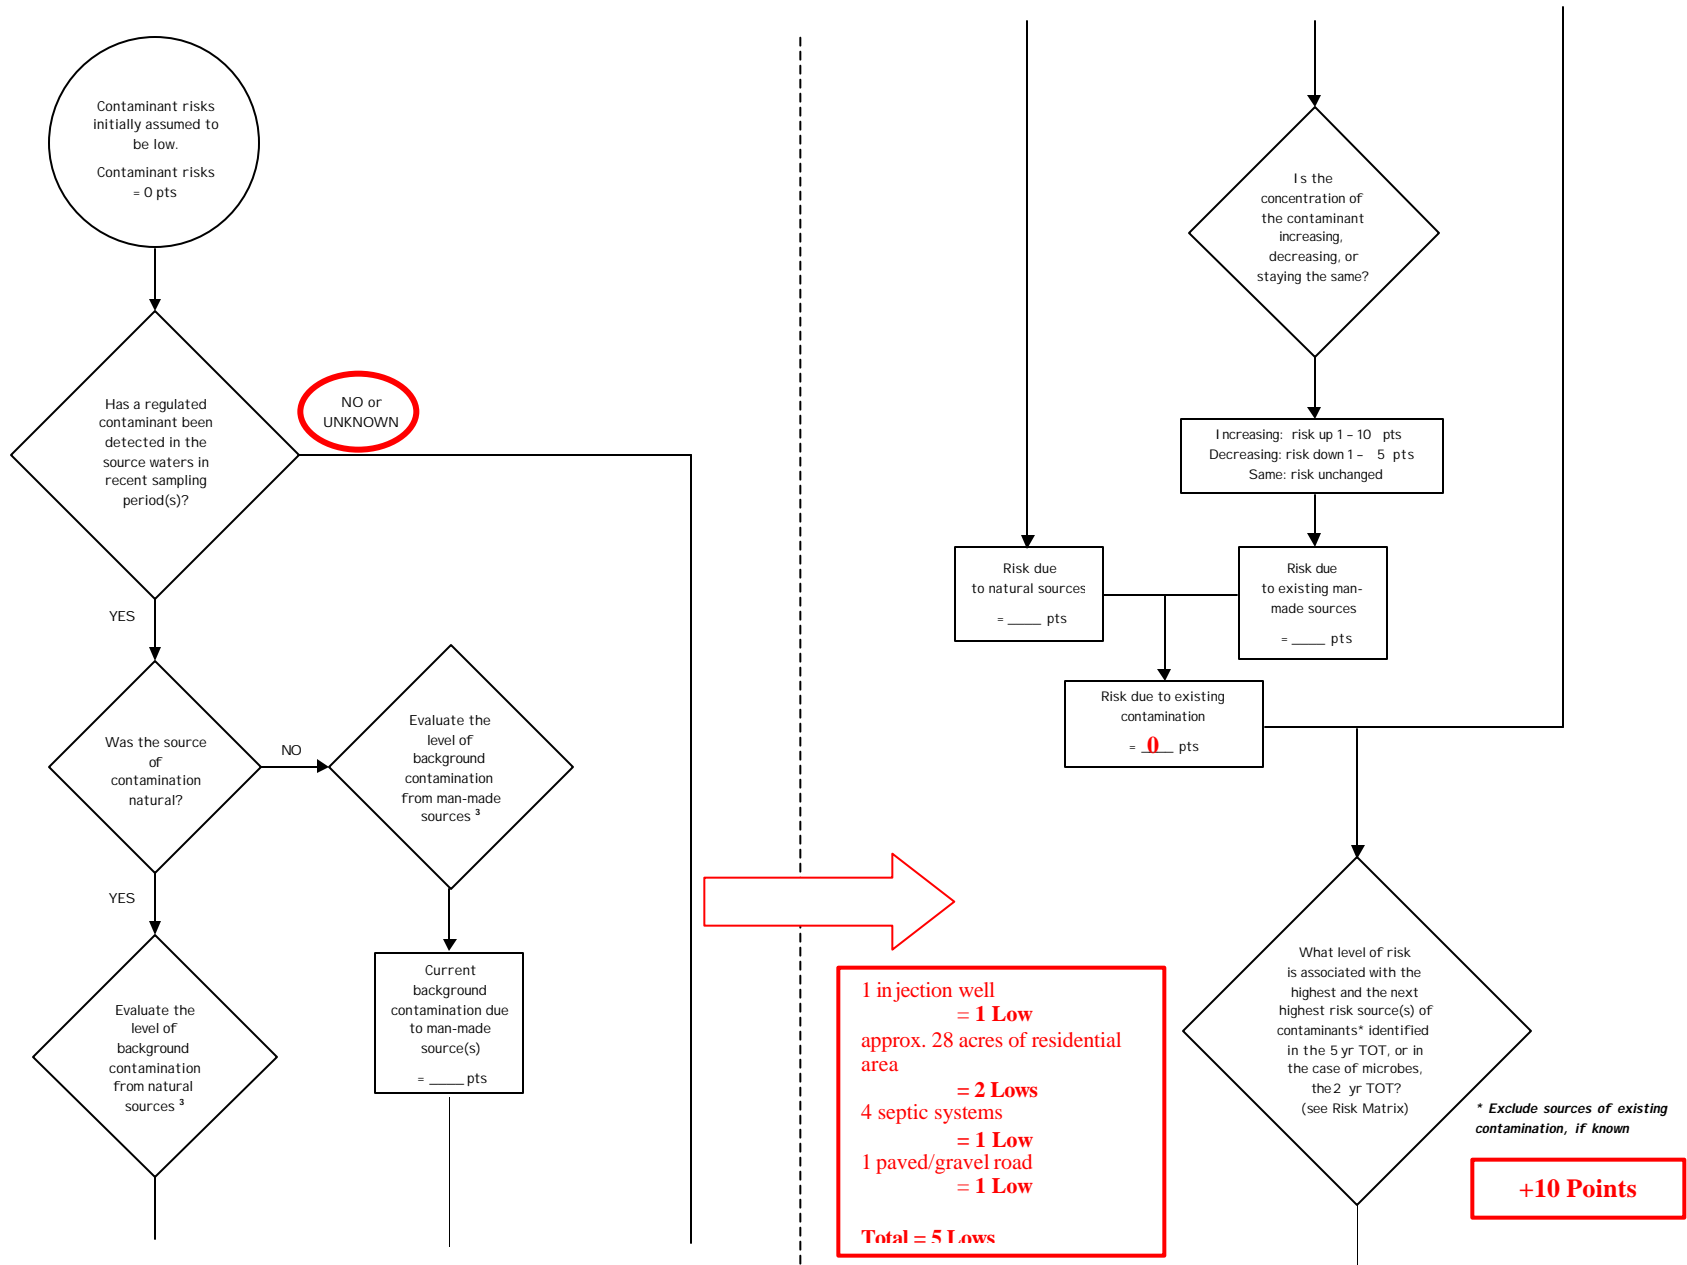 Contaminant risks
initially assumed to
be low.
Contaminant risks
= 0 pts
Has a regulated
contaminant been
detected in the
source waters in
recent sampling
period(s)?
NO or
UNKNOWN
YES
Was the source
of
contamination
natural?
NO
Evaluate the
level of
background
contamination
from man-made
sources ³
YES
Evaluate the
level of
background
contamination
from natural
sources ³
Current
background
contamination due
to man-made
source(s)
= _____ pts
Is the
concentration of
the contaminant
increasing,
decreasing, or
staying the same?
Increasing: risk up 1 – 10 pts
Decreasing: risk down 1 – 5 pts
Same: risk unchanged
Risk due
to natural sources
= _____ pts
Risk due
to existing man-
made sources
= _____ pts
Risk due to existing
contamination
= __0__ pts
1 injection well
= 1 Low
approx. 28 acres of residential
area
= 2 Lows
4 septic systems
= 1 Low
1 paved/gravel road
= 1 Low
Total = 5 Lows
What level of risk
is associated with the
highest and the next
highest risk source(s) of
contaminants* identified
in the 5 yr TOT, or in
the case of microbes,
the 2 yr TOT?
(see Risk Matrix)
* Exclude sources of existing
contamination, if known
+10 Points